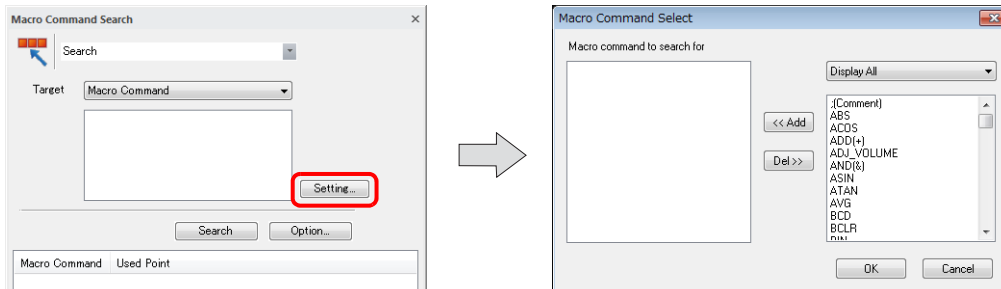 Macro Command Search
Search
Target
Macro Command
Setting...
Search
Option...
Macro Command
Used Point
Macro Command Select
Macro command to search for
Display All
<< Add
Del >>
;(Comment)
ABS
ACOS
ADD(+)
ADJ_VOLUME
AND(&)
ASIN
ATAN
AVG
BCD
BCLR
BIN
OK
Cancel